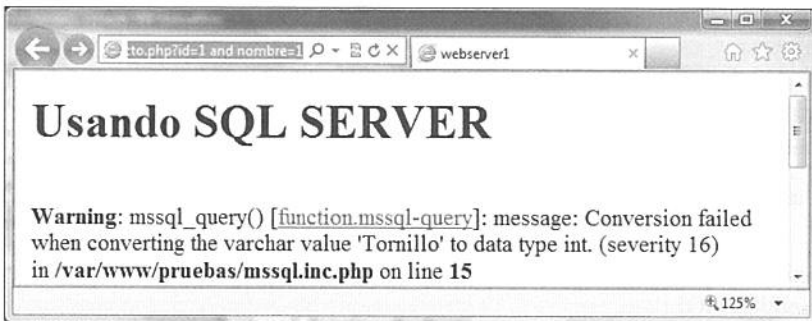 :to.php?id=1 and nombre=1
webserver1
Usando SQL SERVER
Warning: mssql_query() [function.mssql-query]: message: Conversion failed
when converting the varchar value 'Tornillo' to data type int. (severity 16)
in /var/www/pruebas/mssql.inc.php on line 15
125%